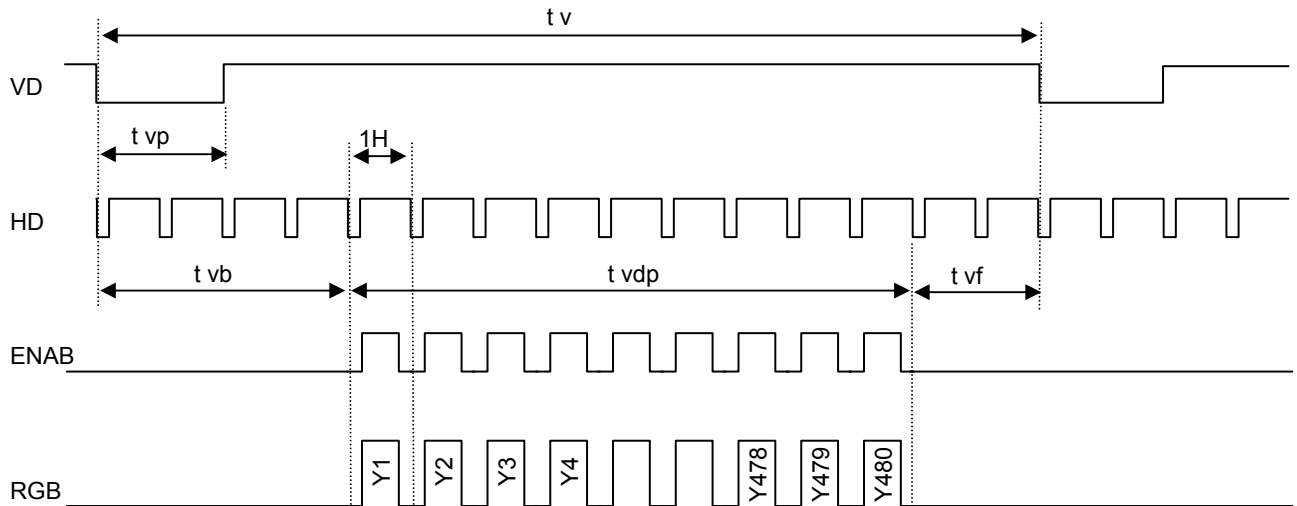 t v
VD
t vp
1H
HD
t vb
t vdp
t vf
ENAB
RGB
Y1
Y2
Y3
Y4
Y478
Y479
Y480